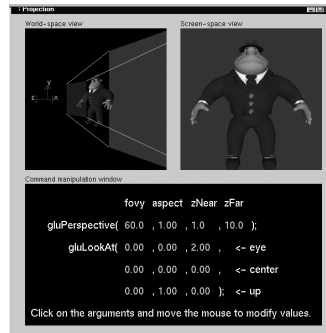 Projection
World-space view
Screen-space view
y
z
x
Command manipulation window
fovy aspect zNear zFar
gluPerspective( 60.0 , 1.00 , 1.0 , 10.0 );
gluLookAt( 0.00 , 0.00 , 2.00 , <- eye
0.00 , 0.00 , 0.00 , <- center
0.00 , 1.00 , 0.00 ); <- up
Click on the arguments and move the mouse to modify values.